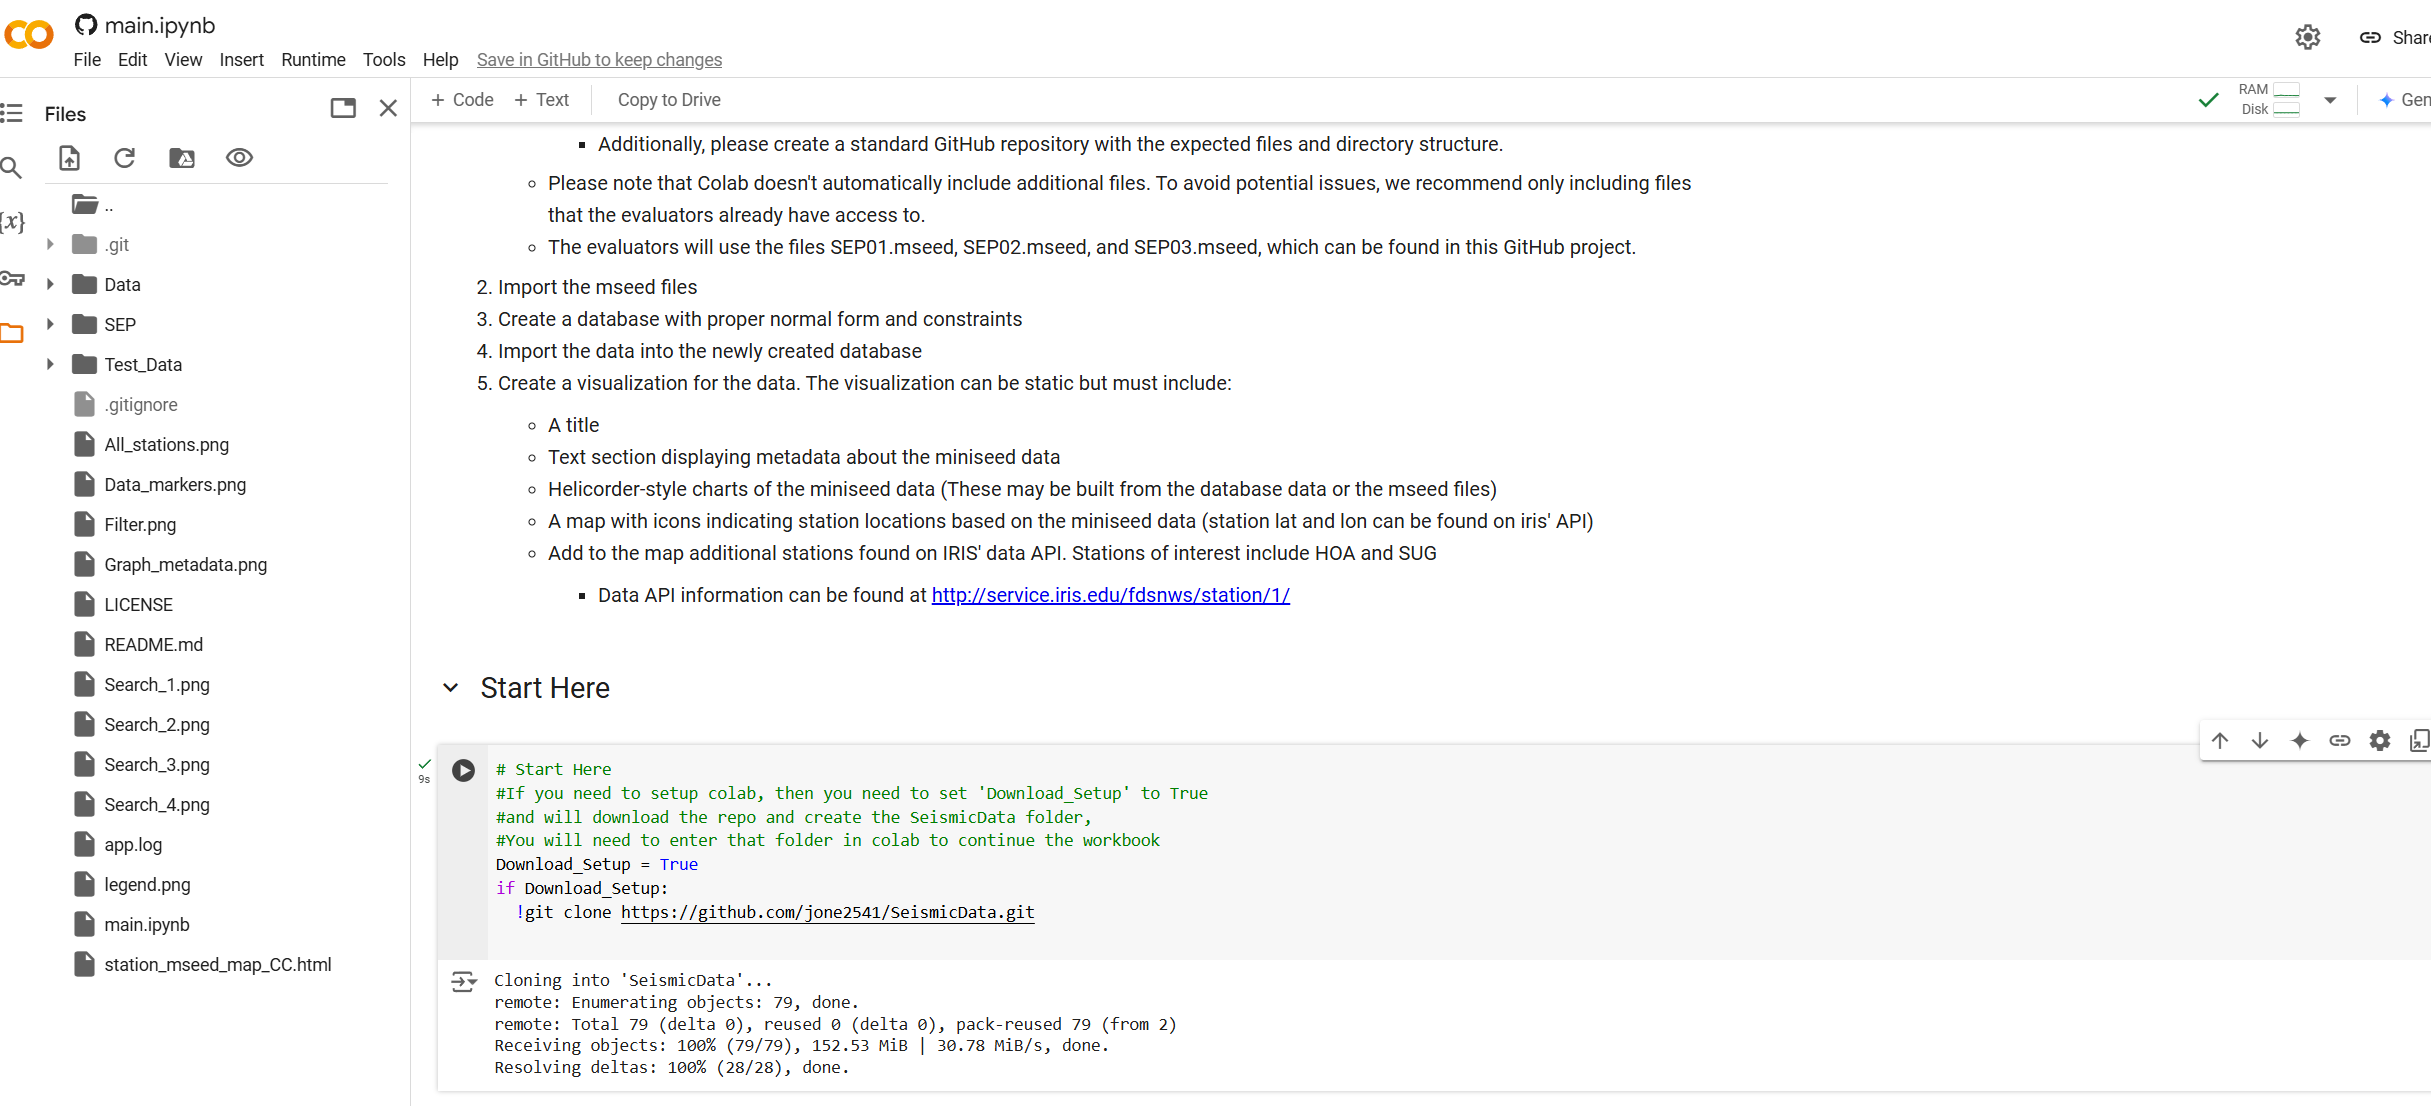 main.ipynb
File Edit View Insert Runtime Tools Help Save in GitHub to keep changes
Share
Files
+ Code + Text Copy to Drive
RAM
Disk
..
.git
Data
SEP
Test_Data
.gitignore
All_stations.png
Data_markers.png
Filter.png
Graph_metadata.png
LICENSE
README.md
Search_1.png
Search_2.png
Search_3.png
Search_4.png
app.log
legend.png
main.ipynb
station_mseed_map_CC.html
{x}
▪ Additionally, please create a standard GitHub repository with the expected files and directory structure.
◦ Please note that Colab doesn't automatically include additional files. To avoid potential issues, we recommend only including files
that the evaluators already have access to.
◦ The evaluators will use the files SEP01.mseed, SEP02.mseed, and SEP03.mseed, which can be found in this GitHub project.
2. Import the mseed files
3. Create a database with proper normal form and constraints
4. Import the data into the newly created database
5. Create a visualization for the data. The visualization can be static but must include:
◦ A title
◦ Text section displaying metadata about the miniseed data
◦ Helicorder-style charts of the miniseed data (These may be built from the database data or the mseed files)
◦ A map with icons indicating station locations based on the miniseed data (station lat and lon can be found on iris' API)
◦ Add to the map additional stations found on IRIS' data API. Stations of interest include HOA and SUG
▪ Data API information can be found at http://service.iris.edu/fdsnws/station/1/
Start Here
9s
# Start Here
#If you need to setup colab, then you need to set 'Download_Setup' to True
#and will download the repo and create the SeismicData folder,
#You will need to enter that folder in colab to continue the workbook
Download_Setup = True
if Download_Setup:
!git clone https://github.com/jone2541/SeismicData.git
Cloning into 'SeismicData'...
remote: Enumerating objects: 79, done.
remote: Total 79 (delta 0), reused 0 (delta 0), pack-reused 79 (from 2)
Receiving objects: 100% (79/79), 152.53 MiB | 30.78 MiB/s, done.
Resolving deltas: 100% (28/28), done.